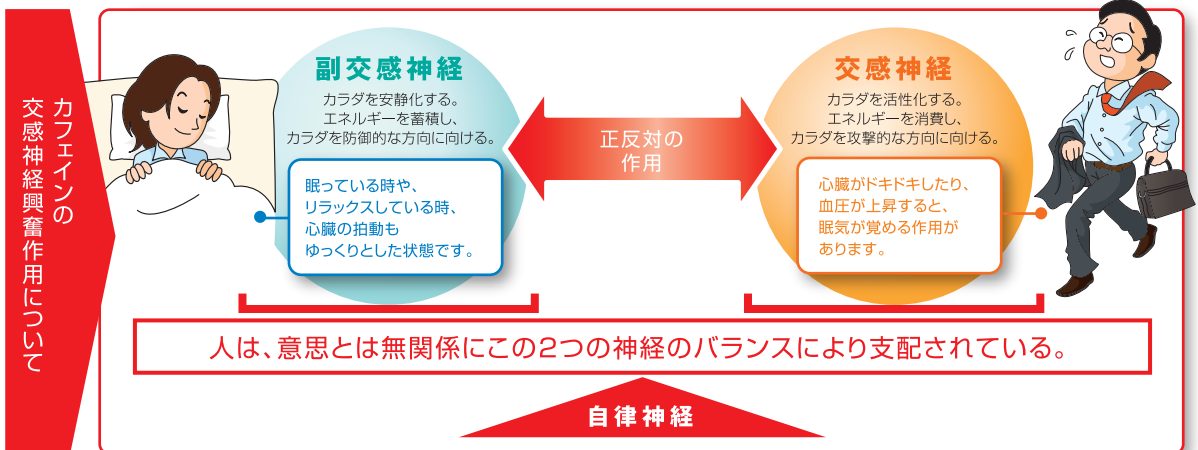 カフェインの
交感神経興奮作用について
副交感神経
カラダを安静化する。
エネルギーを蓄積し、
カラダを防御的な方向に向ける。
眠っている時や、
リラックスしている時、
心臓の拍動も
ゆっくりとした状態です。
正反対の
作用
交感神経
カラダを活性化する。
エネルギーを消費し、
カラダを攻撃的な方向に向ける。
心臓がドキドキしたり、
血圧が上昇すると、
眠気が覚める作用が
あります。
人は、意思とは無関係にこの2つの神経のバランスにより支配されている。
自律神経